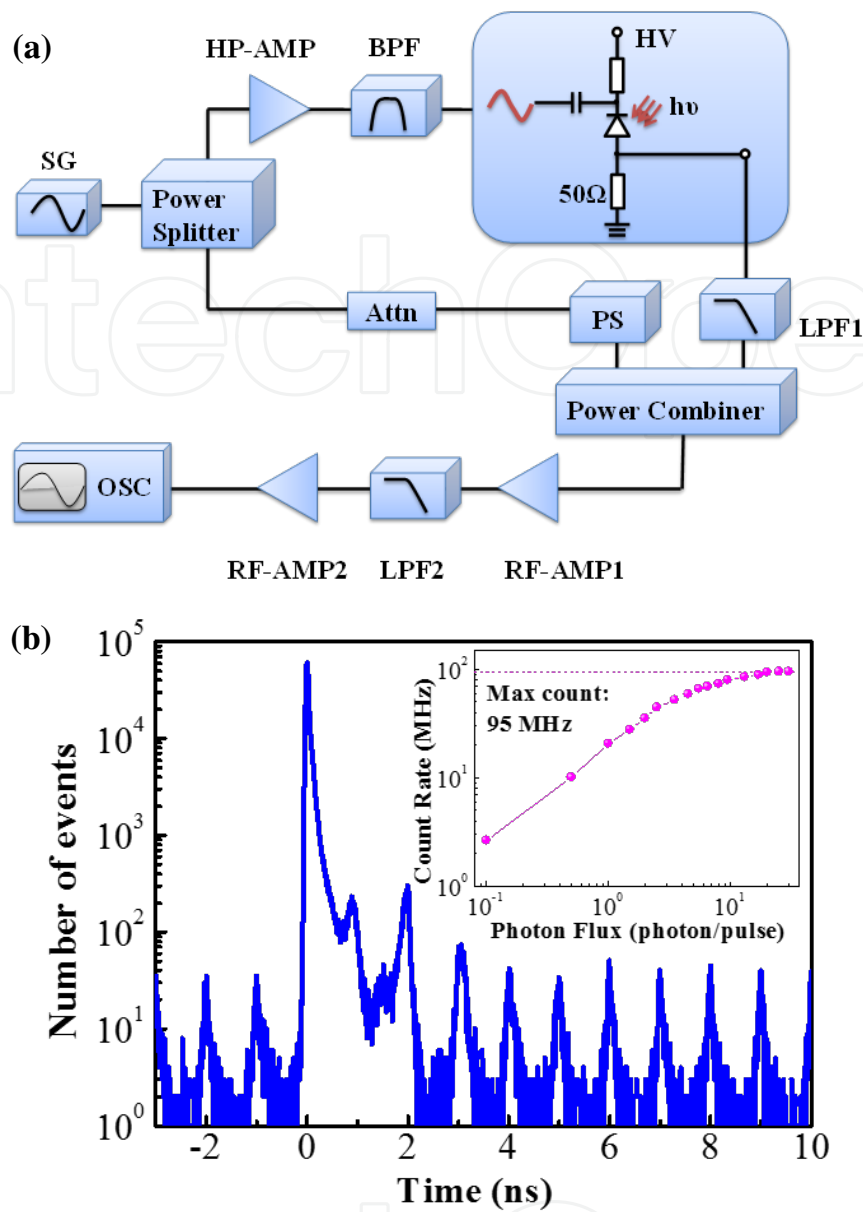 (a)
HP-AMP
BPF
HV
hυ
50Ω
SG
Power
Splitter
Attn
PS
LPF1
Power Combiner
OSC
RF-AMP2
LPF2
RF-AMP1
(b)
Number of events
10^5
10^4
10^3
10^2
10^1
10^0
-2
0
2
4
6
8
10
Time (ns)
Count Rate (MHz)
10^2
10^1
10^0
Max count:
95 MHz
10^-1
10^0
10^1
Photon Flux (photon/pulse)